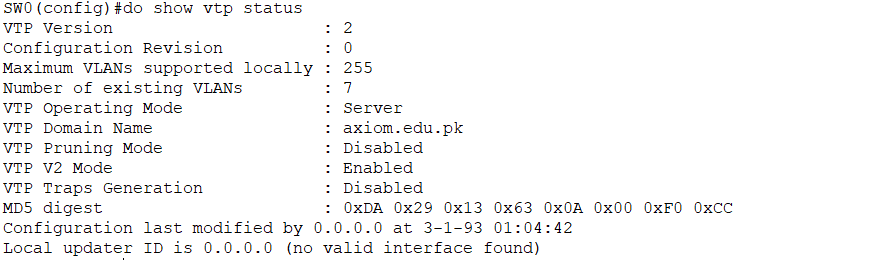 SW0(config)#do show vtp status
VTP Version                     : 2
Configuration Revision          : 0
Maximum VLANs supported locally : 255
Number of existing VLANs        : 7
VTP Operating Mode              : Server
VTP Domain Name                 : axiom.edu.pk
VTP Pruning Mode                : Disabled
VTP V2 Mode                     : Enabled
VTP Traps Generation            : Disabled
MD5 digest                      : 0xDA 0x29 0x13 0x63 0x0A 0x00 0xF0 0xCC
Configuration last modified by 0.0.0.0 at 3-1-93 01:04:42
Local updater ID is 0.0.0.0 (no valid interface found)